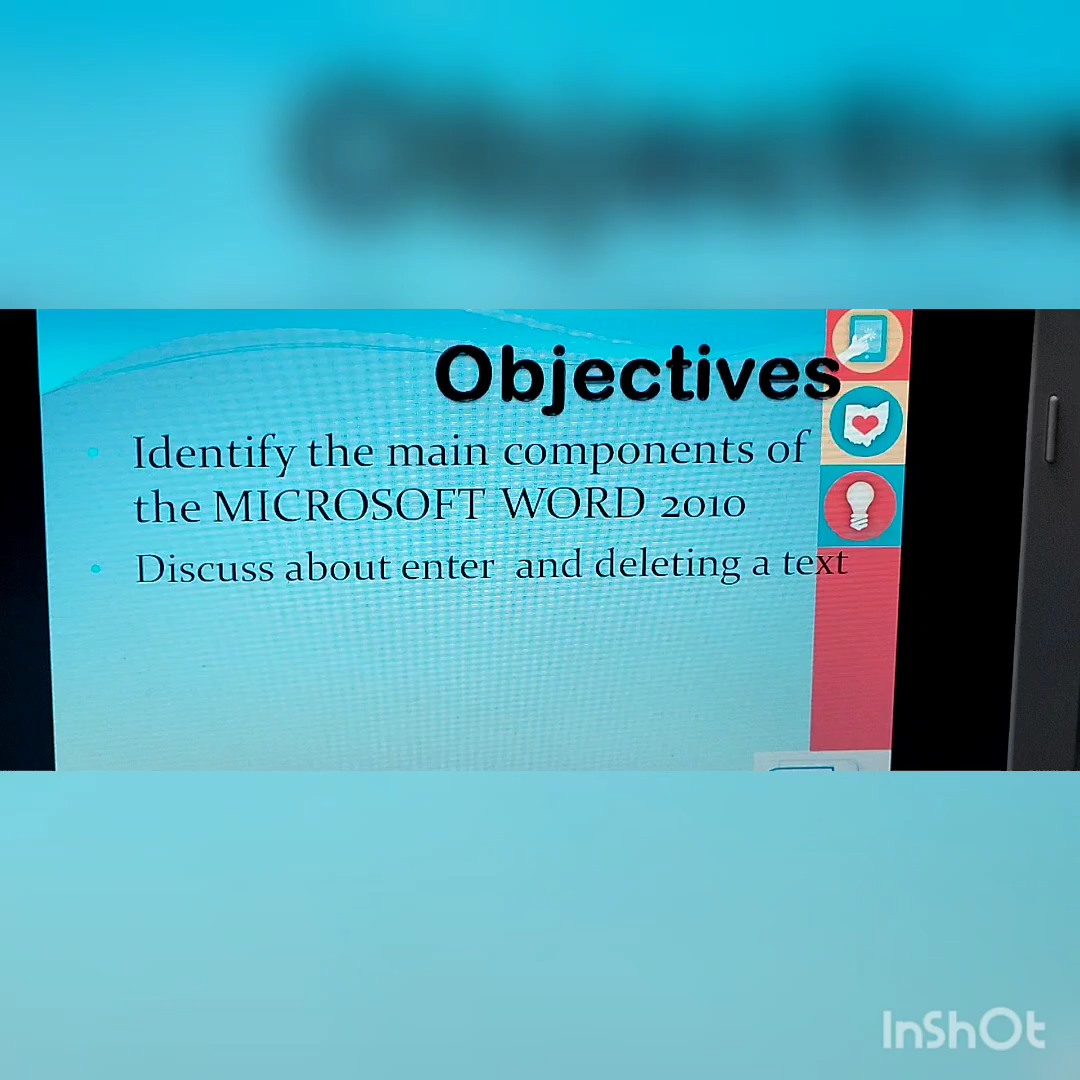 Objectives
Identify the main components of
the MICROSOFT WORD 2010
Discuss about enter and deleting a text
InShOt